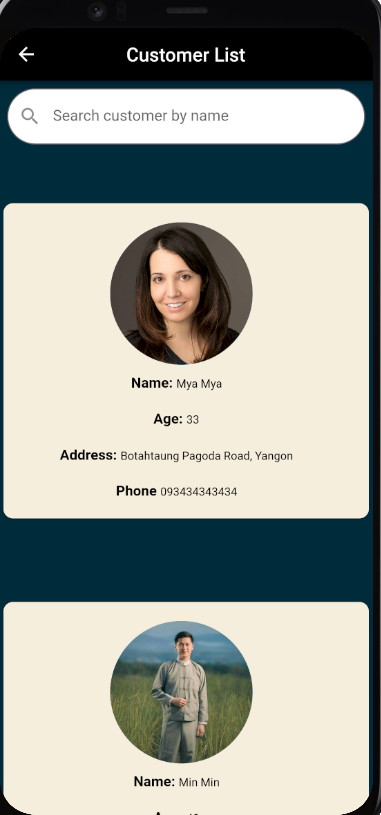 Customer List
Search customer by name
Name: Mya Mya
Age: 33
Address: Botahtaung Pagoda Road, Yangon
Phone 093434343434
Name: Min Min